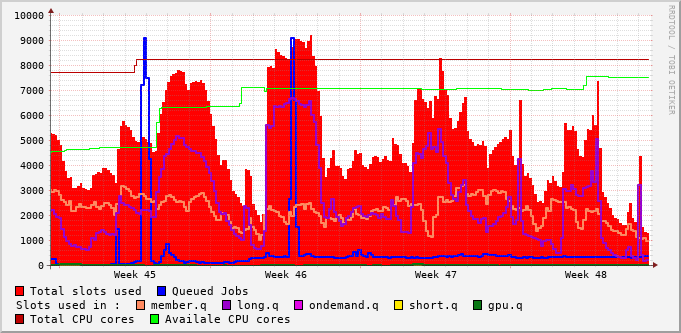 10000
9000
8000
7000
6000
5000
4000
3000
2000
1000
0
Week 45 Week 46 Week 47 Week 48
RRDTOOL / TOBI OETIKER
Total slots used Queued Jobs
Slots used in : member.q long.q ondemand.q short.q gpu.q
Total CPU cores Availale CPU cores